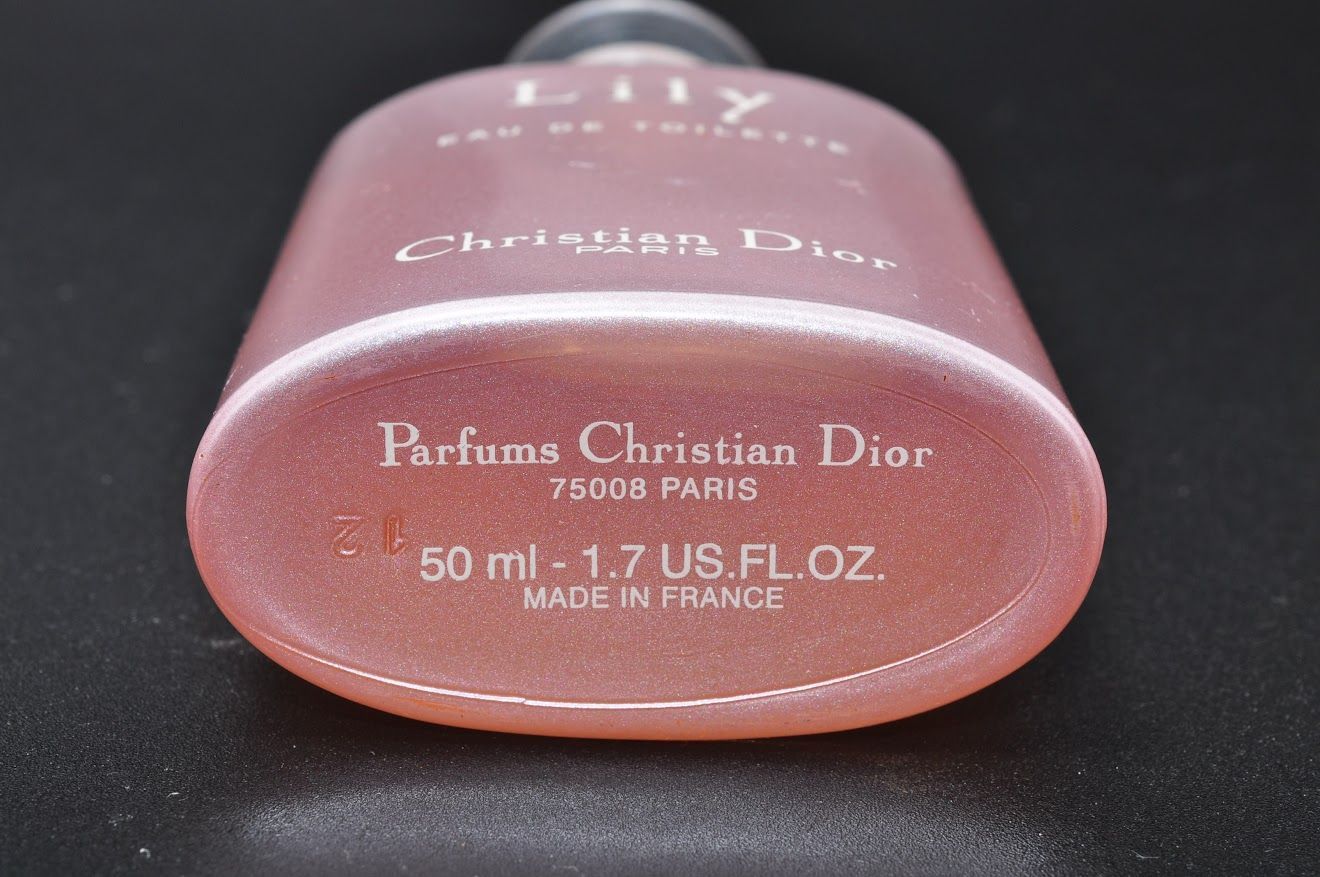 Lily
EAU DE TOILETTE
Christian Dior
PARIS
Parfums Christian Dior
75008 PARIS
12
50 ml - 1.7 US.FL.OZ.
MADE IN FRANCE